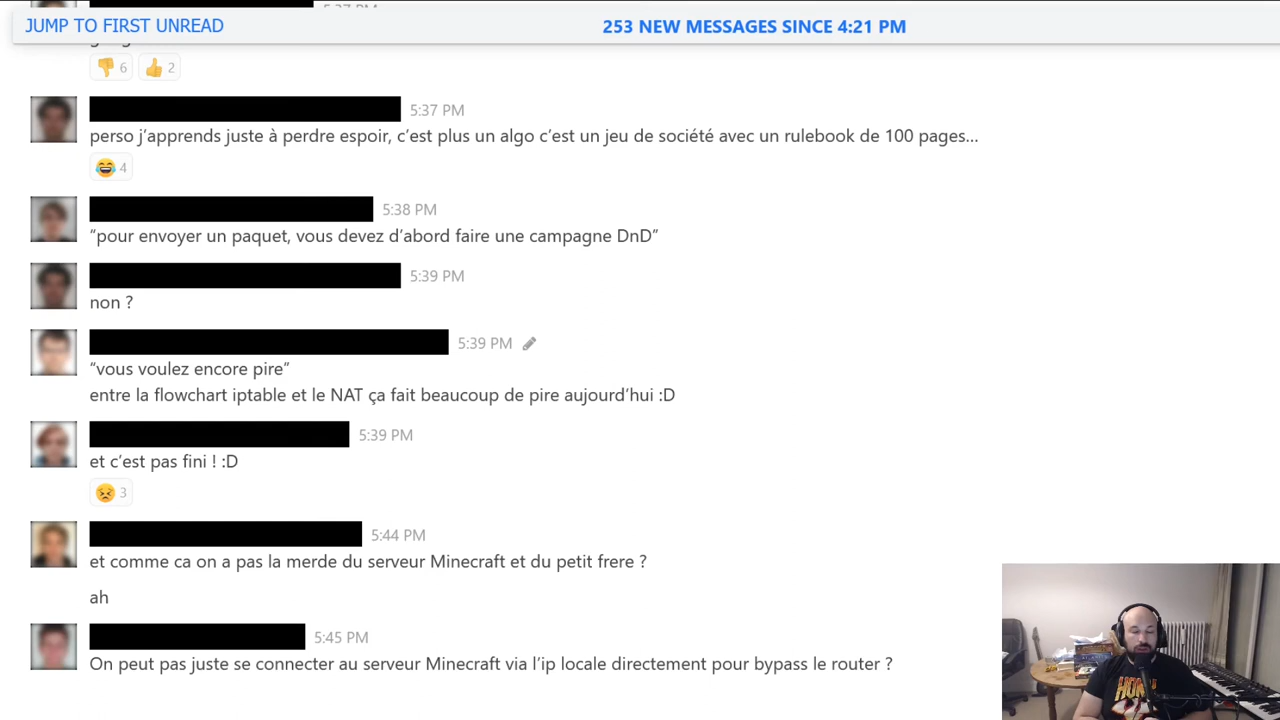 JUMP TO FIRST UNREAD
253 NEW MESSAGES SINCE 4:21 PM
6 2
5:37 PM
perso j’apprends juste à perdre espoir, c’est plus un algo c’est un jeu de société avec un rulebook de 100 pages…
4
5:38 PM
“pour envoyer un paquet, vous devez d’abord faire une campagne DnD”
5:39 PM
non ?
5:39 PM
“vous voulez encore pire”
entre la flowchart iptable et le NAT ça fait beaucoup de pire aujourd’hui :D
5:39 PM
et c’est pas fini ! :D
3
5:44 PM
et comme ca on a pas la merde du serveur Minecraft et du petit frere ?
ah
5:45 PM
On peut pas juste se connecter au serveur Minecraft via l’ip locale directement pour bypass le router ?